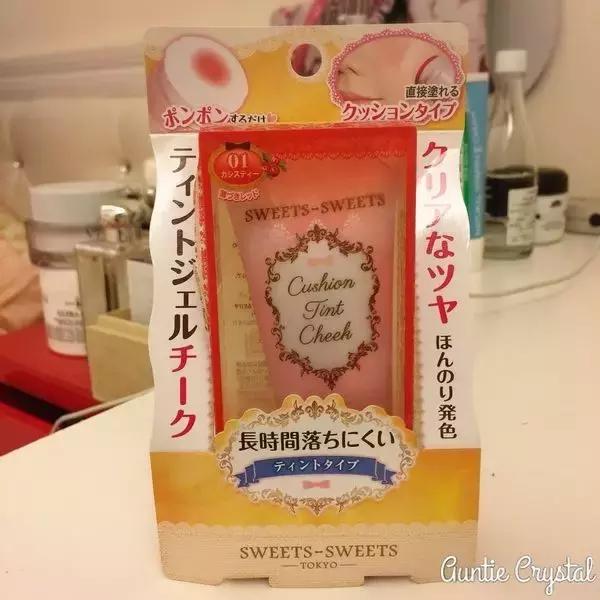 ポンポンするだけ
直接塗れる
クッションタイプ
ティントジェルチーク
クリアなツヤ
ほんのり発色
01
カシスティー
SWEETS-SWEETS
Cushion
Tint
Cheek
長時間落ちにくい
ティントタイプ
SWEETS-SWEETS
TOKYO
Auntie Crystal